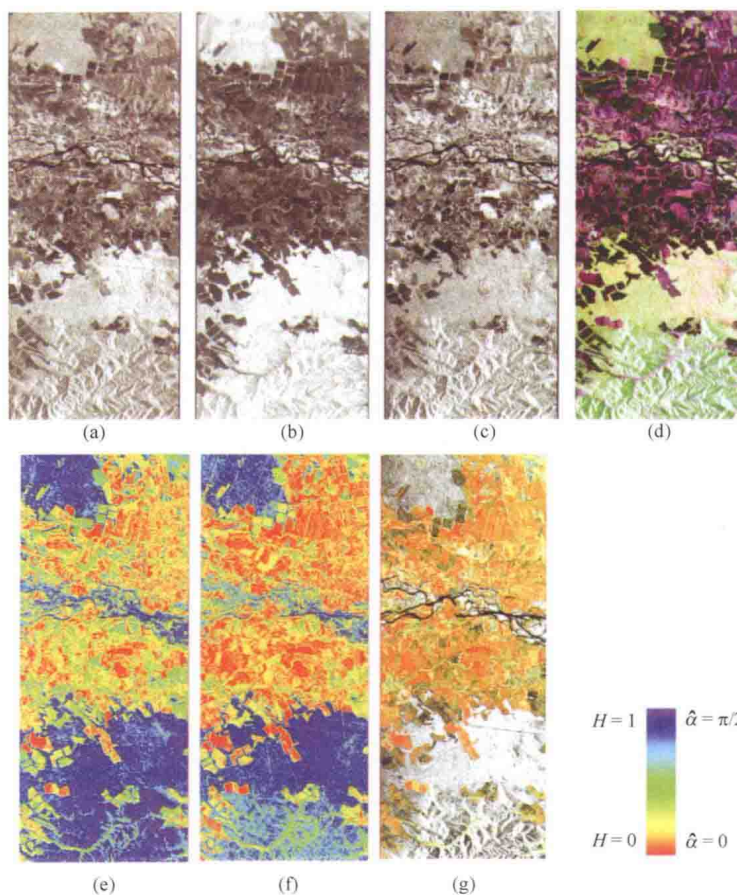 (a)
(b)
(c)
(d)
H = 1
α̂ = π/2
H = 0
α̂ = 0
(e)
(f)
(g)